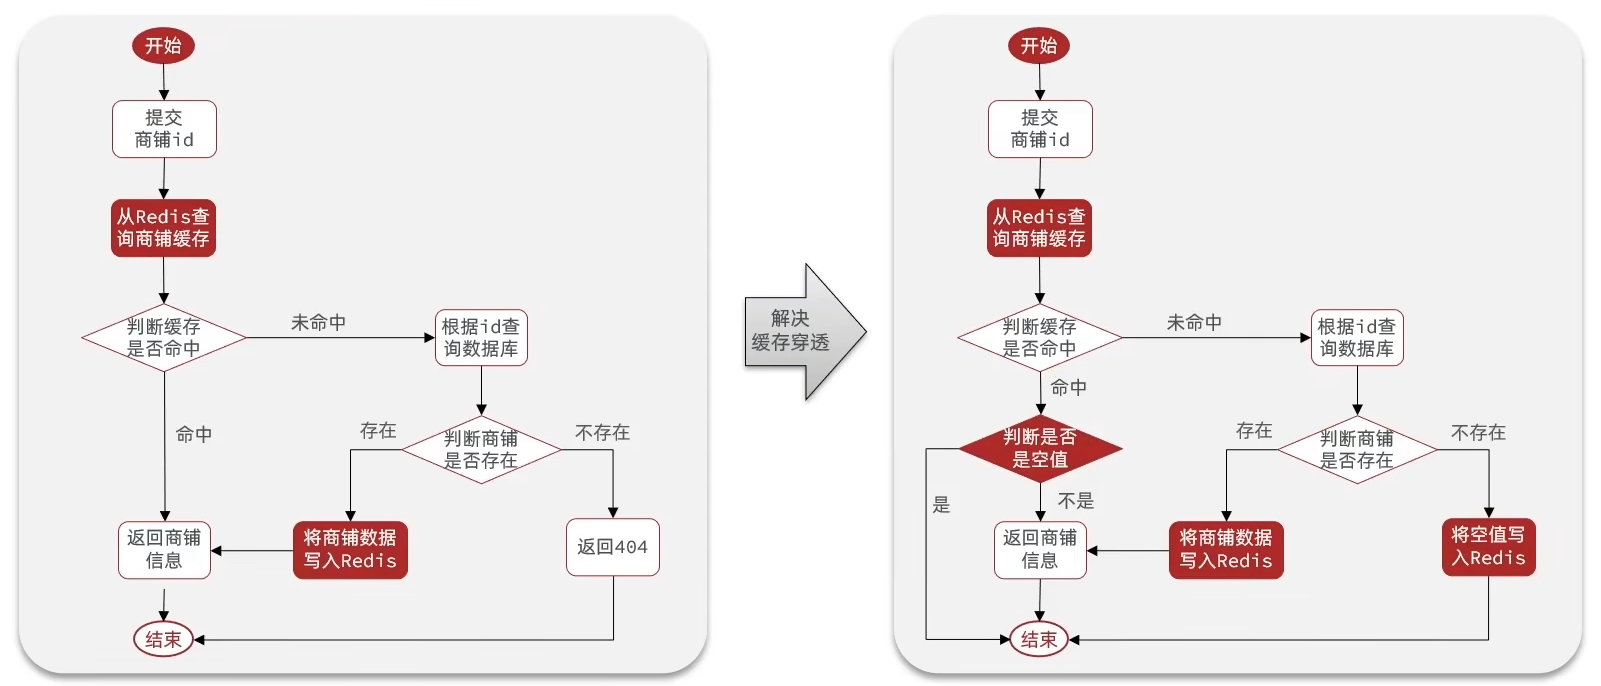 开始
提交
商铺id
从Redis查
询商铺缓存
判断缓存
是否命中
未命中
根据id查
询数据库
命中
存在
判断商铺
是否存在
不存在
返回商铺
信息
将商铺数据
写入Redis
返回404
结束
解决
缓存穿透
开始
提交
商铺id
从Redis查
询商铺缓存
判断缓存
是否命中
未命中
根据id查
询数据库
命中
判断是否
是空值
存在
判断商铺
是否存在
不存在
是
不是
返回商铺
信息
将商铺数据
写入Redis
将空值写
入Redis
结束